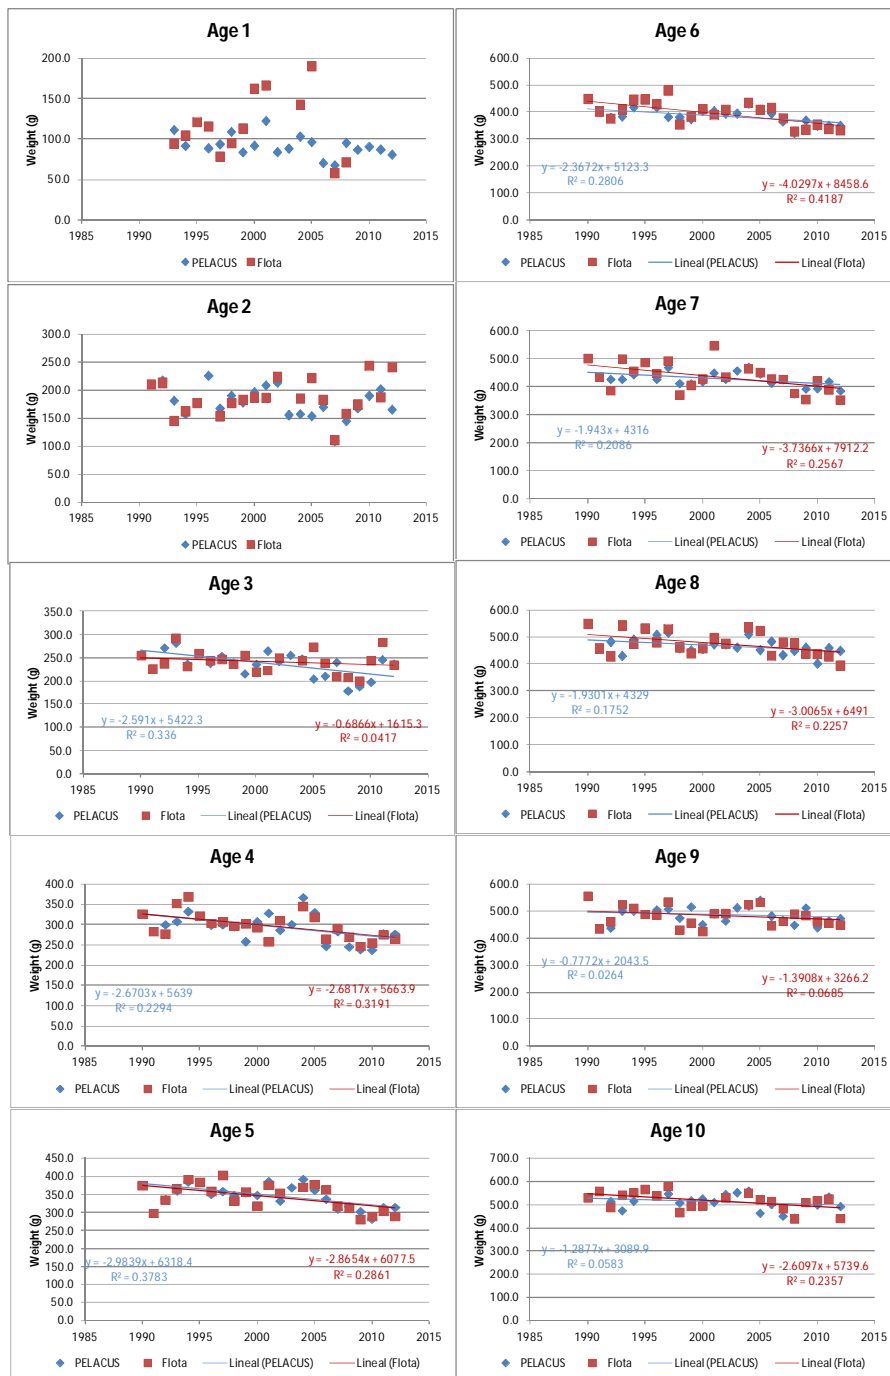 Age 1
200.0
150.0
100.0
50.0
0.0
Weight (g)
1985 1990 1995 2000 2005 2010 2015
PELACUS Flota
Age 2
300.0
250.0
200.0
150.0
100.0
50.0
0.0
Weight (g)
1985 1990 1995 2000 2005 2010 2015
PELACUS Flota
Age 3
350.0
300.0
250.0
200.0
150.0
100.0
50.0
0.0
Weight (g)
y = -2.591x + 5422.3
R² = 0.336
y = -0.6866x + 1615.3
R² = 0.0417
1985 1990 1995 2000 2005 2010 2015
PELACUS Flota Lineal (PELACUS) Lineal (Flota)
Age 4
400.0
350.0
300.0
250.0
200.0
150.0
100.0
50.0
0.0
Weight (g)
y = -2.6703x + 5639
R² = 0.2294
y = -2.6817x + 5663.9
R² = 0.3191
1985 1990 1995 2000 2005 2010 2015
PELACUS Flota Lineal (PELACUS) Lineal (Flota)
Age 5
450.0
400.0
350.0
300.0
250.0
200.0
150.0
100.0
50.0
0.0
Weight (g)
y = -2.9839x + 6318.4
R² = 0.3783
y = -2.8654x + 6077.5
R² = 0.2861
1985 1990 1995 2000 2005 2010 2015
PELACUS Flota Lineal (PELACUS) Lineal (Flota)
Age 6
600.0
500.0
400.0
300.0
200.0
100.0
0.0
Weight (g)
y = -2.3672x + 5123.3
R² = 0.2806
y = -4.0297x + 8458.6
R² = 0.4187
1985 1990 1995 2000 2005 2010 2015
PELACUS Flota Lineal (PELACUS) Lineal (Flota)
Age 7
600.0
500.0
400.0
300.0
200.0
100.0
0.0
Weight (g)
y = -1.943x + 4316
R² = 0.2086
y = -3.7366x + 7912.2
R² = 0.2567
1985 1990 1995 2000 2005 2010 2015
PELACUS Flota Lineal (PELACUS) Lineal (Flota)
Age 8
600.0
500.0
400.0
300.0
200.0
100.0
0.0
Weight (g)
y = -1.9301x + 4329
R² = 0.1752
y = -3.0065x + 6491
R² = 0.2257
1985 1990 1995 2000 2005 2010 2015
PELACUS Flota Lineal (PELACUS) Lineal (Flota)
Age 9
600.0
500.0
400.0
300.0
200.0
100.0
0.0
Weight (g)
y = -0.7772x + 2043.5
R² = 0.0264
y = -1.3908x + 3266.2
R² = 0.0685
1985 1990 1995 2000 2005 2010 2015
PELACUS Flota Lineal (PELACUS) Lineal (Flota)
Age 10
700.0
600.0
500.0
400.0
300.0
200.0
100.0
0.0
Weight (g)
y = -1.2877x + 3089.9
R² = 0.0583
y = -2.6097x + 5739.6
R² = 0.2357
1985 1990 1995 2000 2005 2010 2015
PELACUS Flota Lineal (PELACUS) Lineal (Flota)